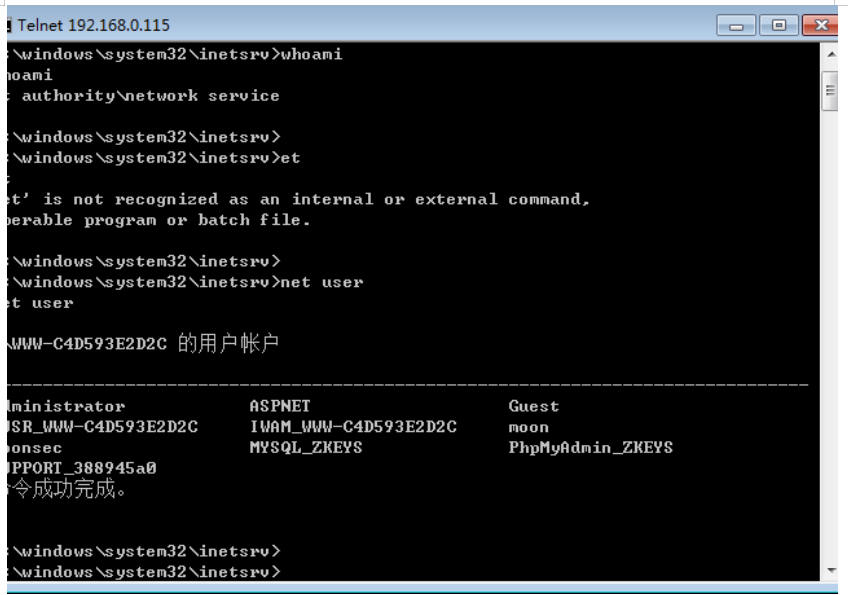 Telnet 192.168.0.115
:\windows\system32\inetsrv>whoami
hoami
t authority\network service
:\windows\system32\inetsrv>
:\windows\system32\inetsrv>et
t
et' is not recognized as an internal or external command,
perable program or batch file.
:\windows\system32\inetsrv>
:\windows\system32\inetsrv>net user
et user
\WWW-C4D593E2D2C 的用户帐户
-------------------------------------------------------------------------------
dministrator ASPNET Guest
USR_WWW-C4D593E2D2C IWAM_WWW-C4D593E2D2C moon
oonsec MYSQL_ZKEYS PhpMyAdmin_ZKEYS
UPPORT_388945a0
命令成功完成。
:\windows\system32\inetsrv>
:\windows\system32\inetsrv>